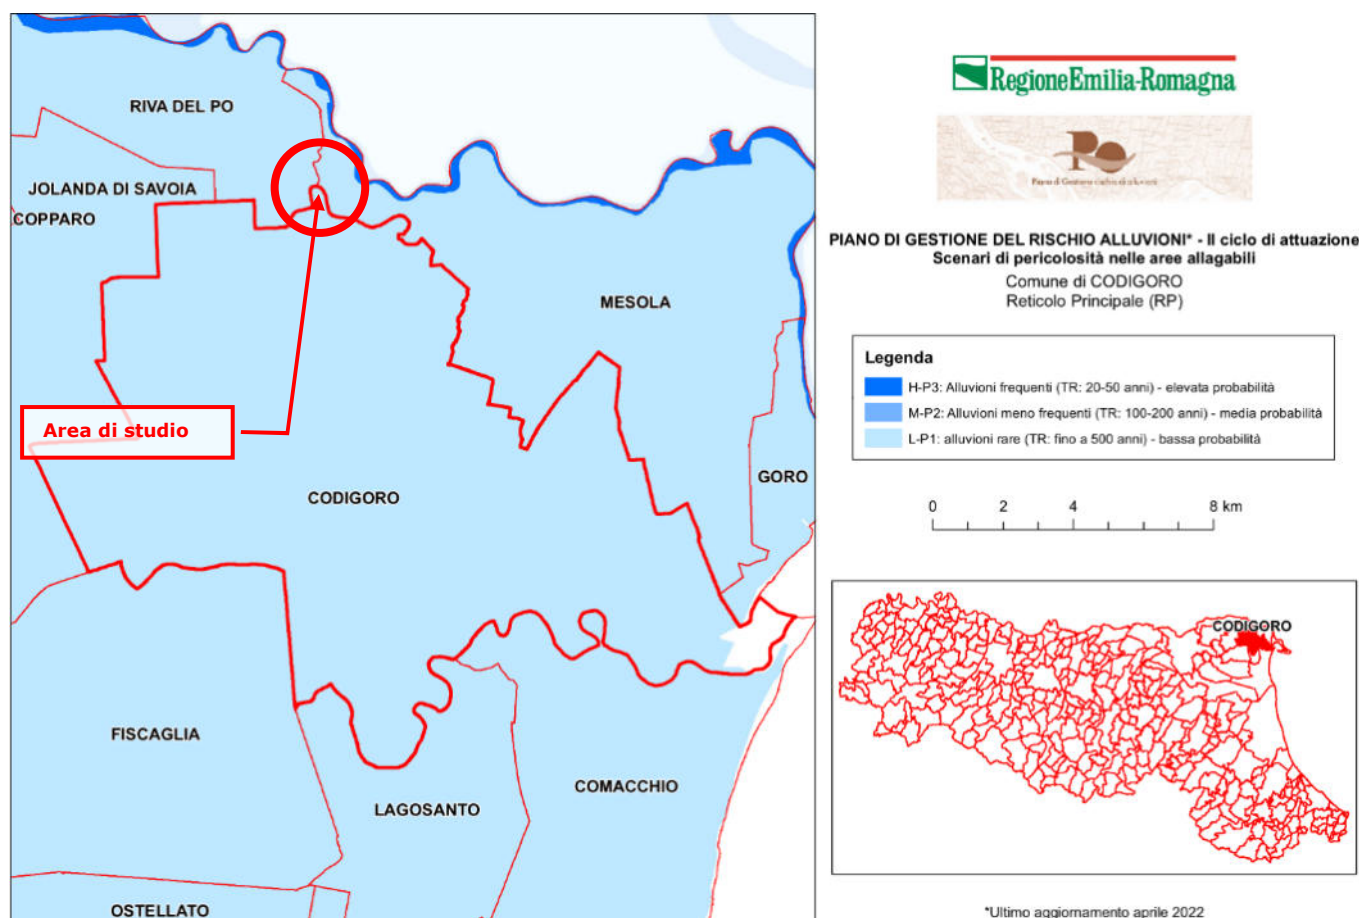 RIVA DEL PO
JOLANDA DI SAVOIA
COPPARO
MESOLA
Area di studio
GORO
CODIGORO
FISCAGLIA
COMACCHIO
LAGOSANTO
OSTELLATO
RegioneEmilia-Romagna
PO
PIANO DI GESTIONE DEL RISCHIO ALLUVIONI* - II ciclo di attuazione
Scenari di pericolosità nelle aree allagabili
Comune di CODIGORO
Reticolo Principale (RP)
Legenda
H-P3: Alluvioni frequenti (TR: 20-50 anni) - elevata probabilità
M-P2: Alluvioni meno frequenti (TR: 100-200 anni) - media probabilità
L-P1: alluvioni rare (TR: fino a 500 anni) - bassa probabilità
0 2 4 8 km
CODIGORO
*Ultimo aggiornamento aprile 2022